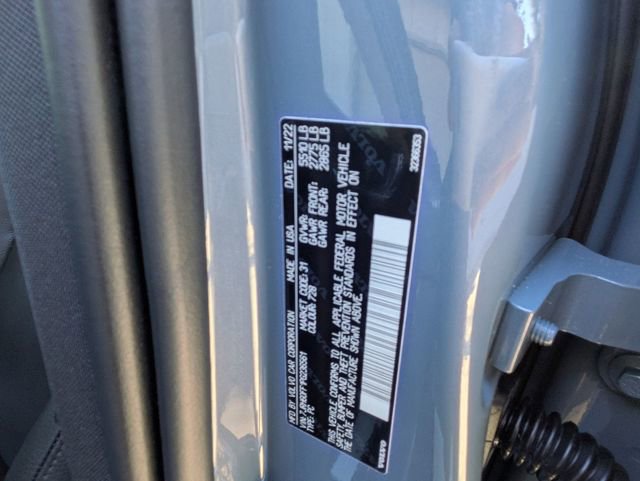 MFD BY VOLVO CAR CORPORATION MADE IN USA DATE: 11/22
GVWR: 5510 LB
MARKET CODE: 31 GAWR FRONT: 2775 LB
TYPE: PC COLOUR: 728 GAWR REAR: 2865 LB
THIS VEHICLE CONFORMS TO ALL APPLICABLE FEDERAL MOTOR VEHICLE
SAFETY, BUMPER AND THEFT PREVENTION STANDARDS IN EFFECT ON
THE DATE OF MANUFACTURE SHOWN ABOVE.
VOLVO 32366353